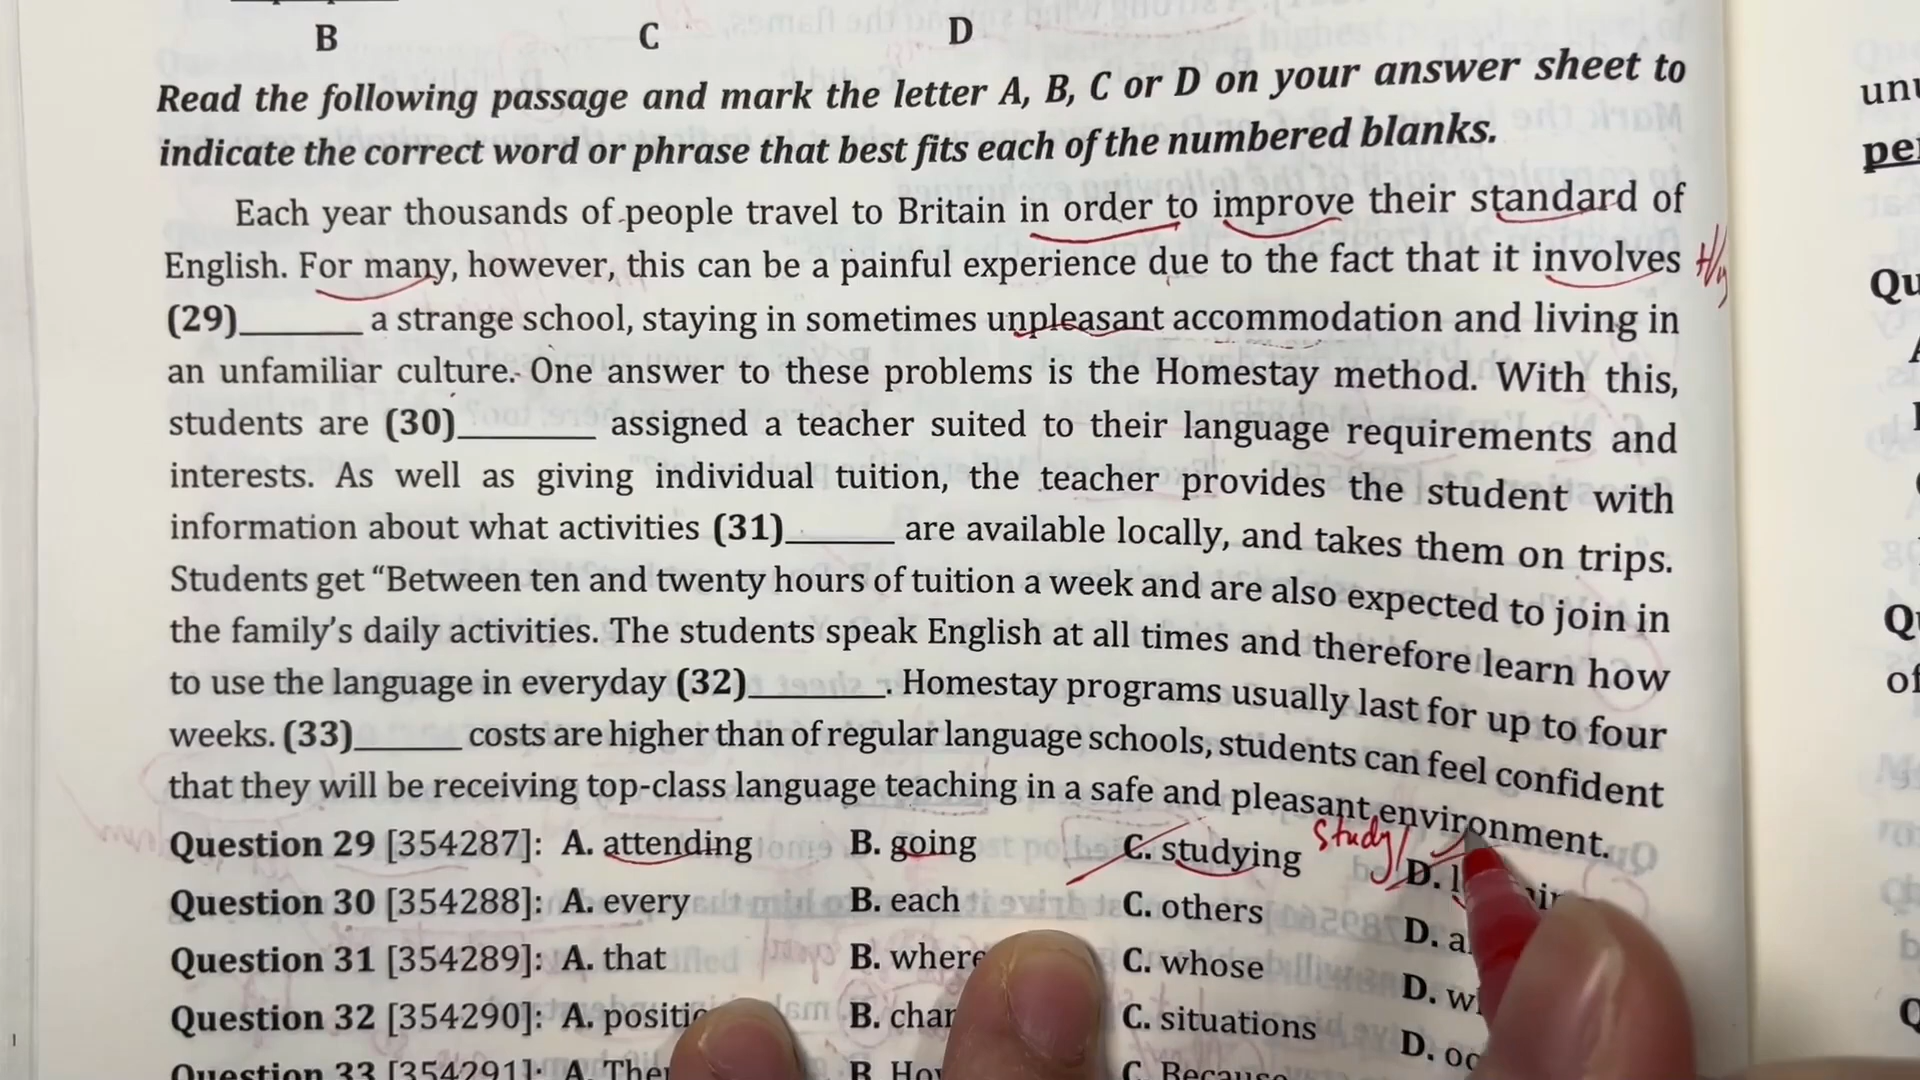 B C D
Read the following passage and mark the letter A, B, C or D on your answer sheet to
indicate the correct word or phrase that best fits each of the numbered blanks.
Each year thousands of people travel to Britain in order to improve their standard of
English. For many, however, this can be a painful experience due to the fact that it involves
(29)______ a strange school, staying in sometimes unpleasant accommodation and living in
an unfamiliar culture. One answer to these problems is the Homestay method. With this,
students are (30)______ assigned a teacher suited to their language requirements and
interests. As well as giving individual tuition, the teacher provides the student with
information about what activities (31)______ are available locally, and takes them on trips.
Students get “Between ten and twenty hours of tuition a week and are also expected to join in
the family’s daily activities. The students speak English at all times and therefore learn how
to use the language in everyday (32)______. Homestay programs usually last for up to four
weeks. (33)______ costs are higher than of regular language schools, students can feel confident
that they will be receiving top-class language teaching in a safe and pleasant environment.
study
Question 29 [354287]: A. attending B. going C. studying D.
Question 30 [354288]: A. every B. each C. others D.
Question 31 [354289]: A. that B. where C. whose D.
Question 32 [354290]: A. B. C. situations D.
Question 33 [354291]: A. B. C. Because
Qu
of